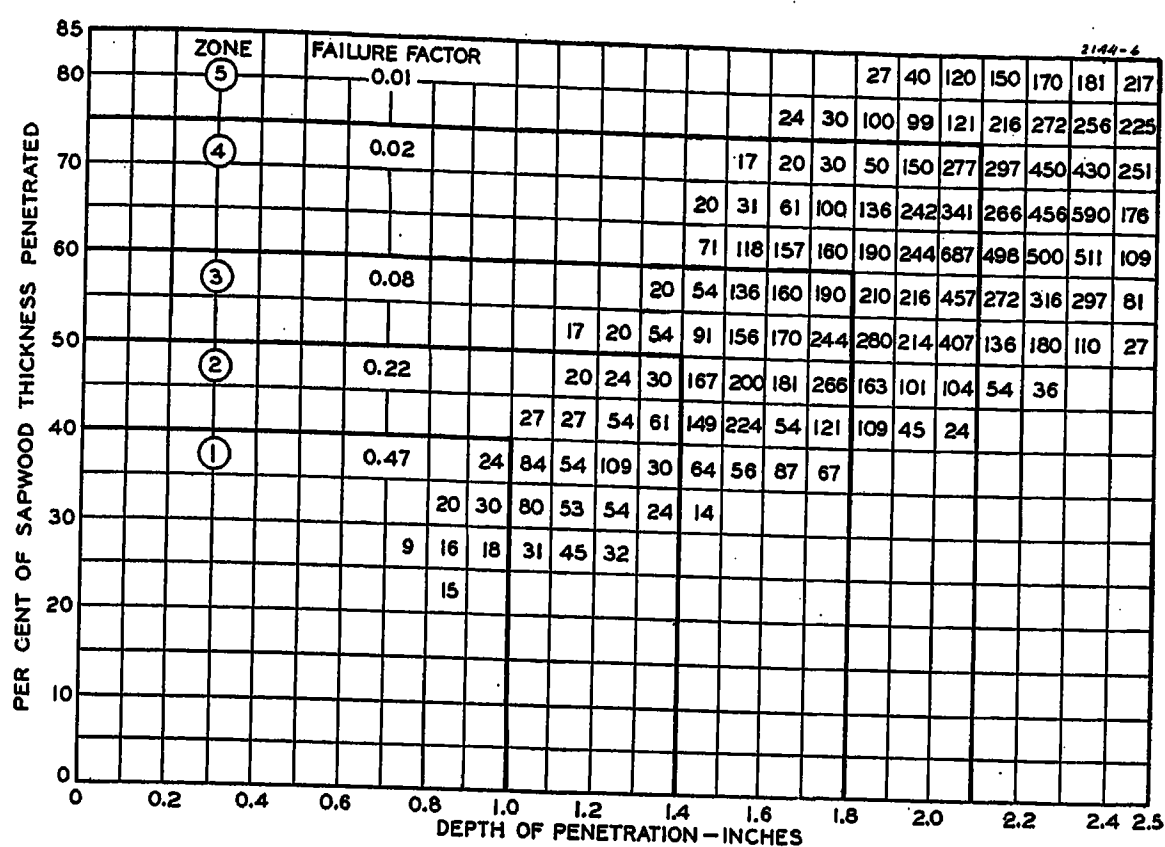 2144-6
85
ZONE FAILURE FACTOR
80 5 0.01 27 40 120 150 170 181 217
24 30 100 99 121 216 272 256 225
70 4 0.02 17 20 30 50 150 277 297 450 430 251
20 31 61 100 136 242 341 266 456 590 176
60 71 118 157 160 190 244 687 498 500 511 109
3 0.08 20 54 136 160 190 210 216 457 272 316 297 81
50 17 20 54 91 156 170 244 280 214 407 136 180 110 27
2 0.22 20 24 30 167 200 181 266 163 101 104 54 36
40 27 27 54 61 149 224 54 121 109 45 24
1 0.47 24 84 54 109 30 64 56 87 67
30 20 30 80 53 54 24 14
9 16 18 31 45 32
20 15
10
0
0 0.2 0.4 0.6 0.8 1.0 1.2 1.4 1.6 1.8 2.0 2.2 2.4 2.5
DEPTH OF PENETRATION—INCHES
PER CENT OF SAPWOOD THICKNESS PENETRATED